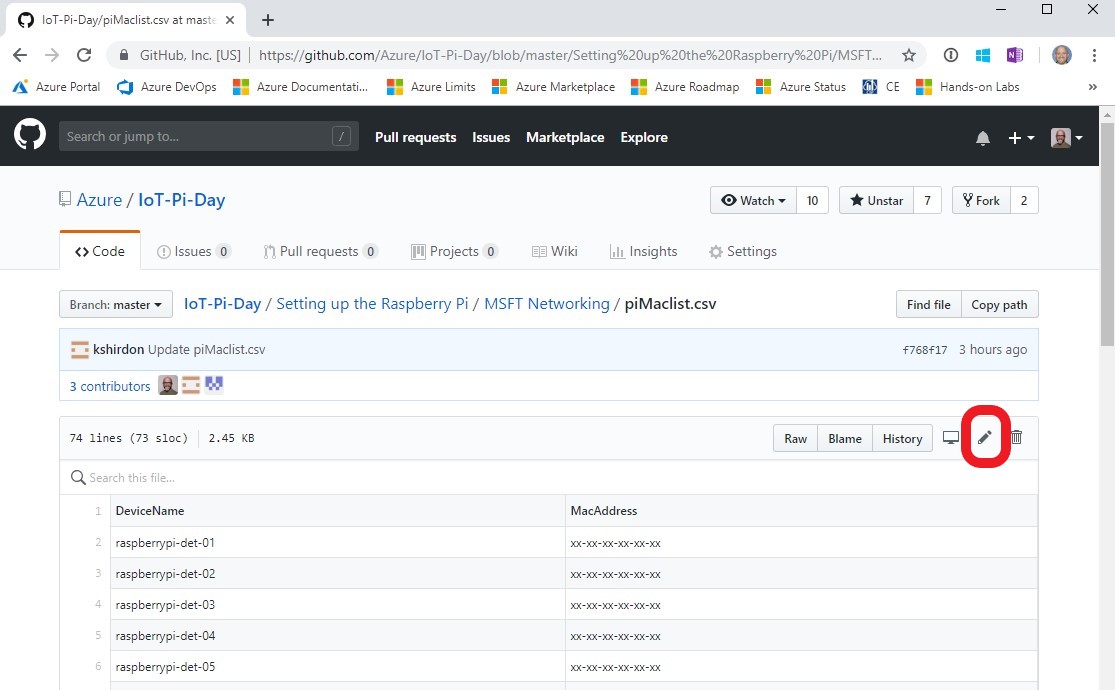 IoT-Pi-Day/piMaclist.csv at maste
GitHub, Inc. [US] | https://github.com/Azure/IoT-Pi-Day/blob/master/Setting%20up%20the%20Raspberry%20Pi/MSFT...
Azure Portal Azure DevOps Azure Documentati... Azure Limits Azure Marketplace Azure Roadmap Azure Status CE Hands-on Labs »
Search or jump to... / Pull requests Issues Marketplace Explore
Azure / IoT-Pi-Day Watch 10 Unstar 7 Fork 2
Code Issues 0 Pull requests 0 Projects 0 Wiki Insights Settings
Branch: master IoT-Pi-Day / Setting up the Raspberry Pi / MSFT Networking / piMaclist.csv Find file Copy path
kshirdon Update piMaclist.csv f768f17 3 hours ago
3 contributors
74 lines (73 sloc) 2.45 KB Raw Blame History
Search this file...
1 DeviceName MacAddress
2 raspberrypi-det-01 xx-xx-xx-xx-xx-xx
3 raspberrypi-det-02 xx-xx-xx-xx-xx-xx
4 raspberrypi-det-03 xx-xx-xx-xx-xx-xx
5 raspberrypi-det-04 xx-xx-xx-xx-xx-xx
6 raspberrypi-det-05 xx-xx-xx-xx-xx-xx